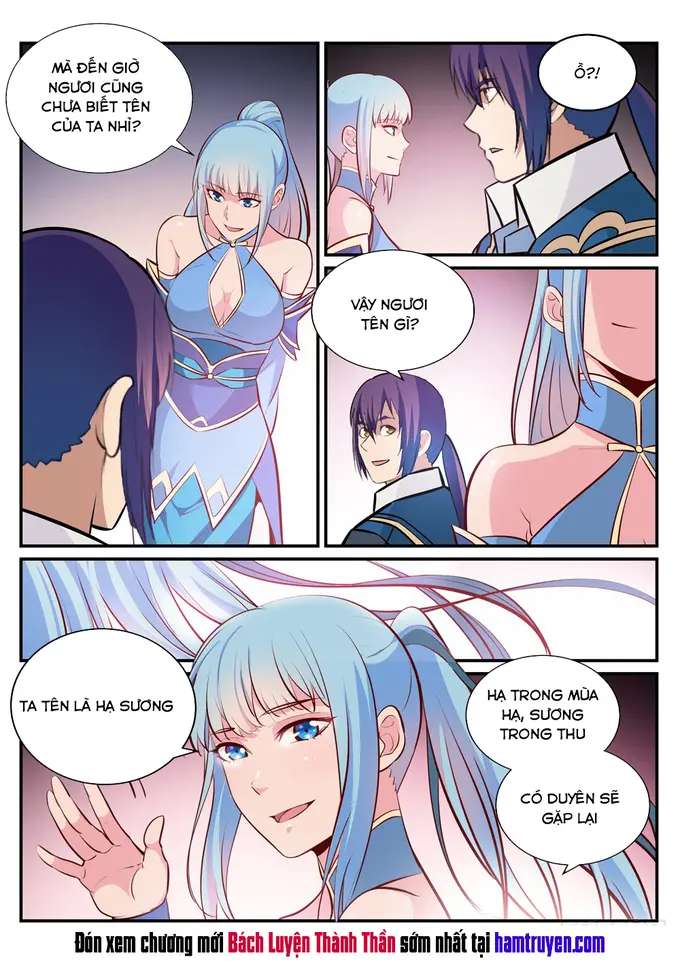 MÀ ĐẾN GIỜ
NGƯƠI CŨNG
CHƯA BIẾT TÊN
CỦA TA NHỈ?
Ồ?!
VẬY NGƯƠI
TÊN GÌ?
TA TÊN LÀ HẠ SƯƠNG
HẠ TRONG MÙA
HẠ, SƯƠNG
TRONG THU
CÓ DUYÊN SẼ
GẶP LẠI
Đón xem chương mới Bách Luyện Thành Thần sớm nhất tại hamtruyen.com